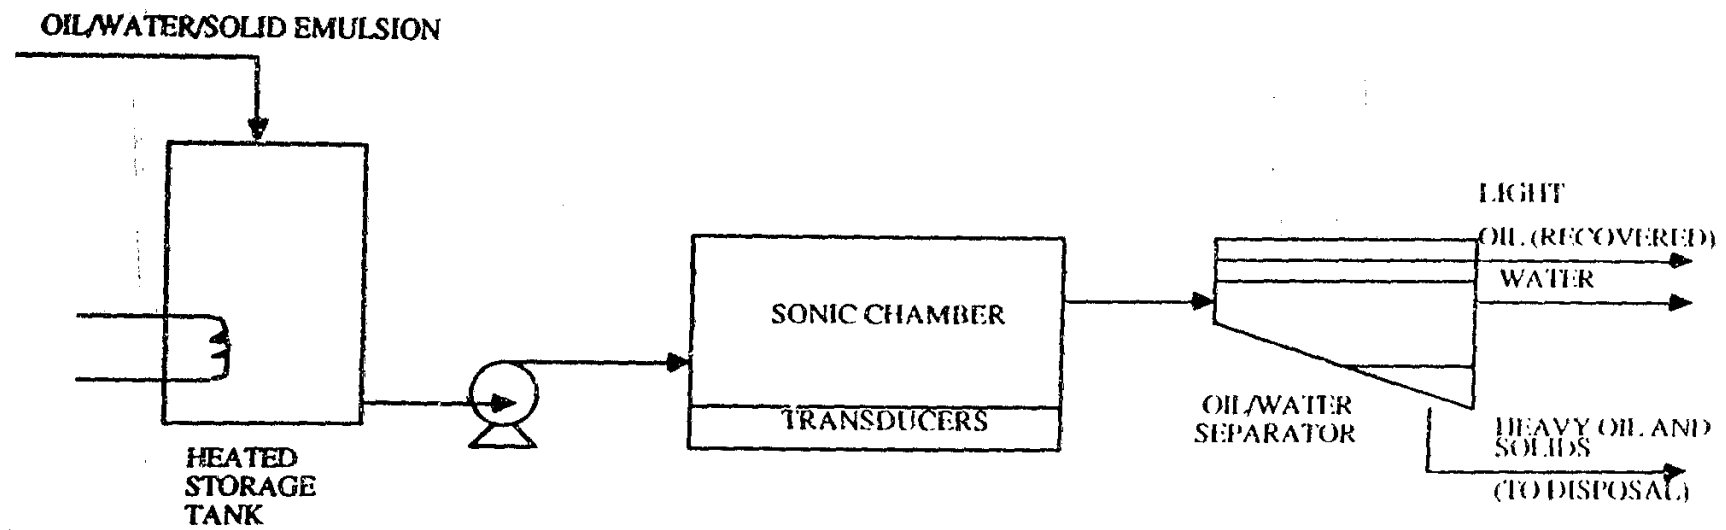 OIL/WATER/SOLID EMULSION
HEATED
STORAGE
TANK
SONIC CHAMBER
TRANSDUCERS
OIL/WATER
SEPARATOR
LIGHT
OIL (RECOVERED)
WATER
HEAVY OIL AND
SOLIDS
(TO DISPOSAL)